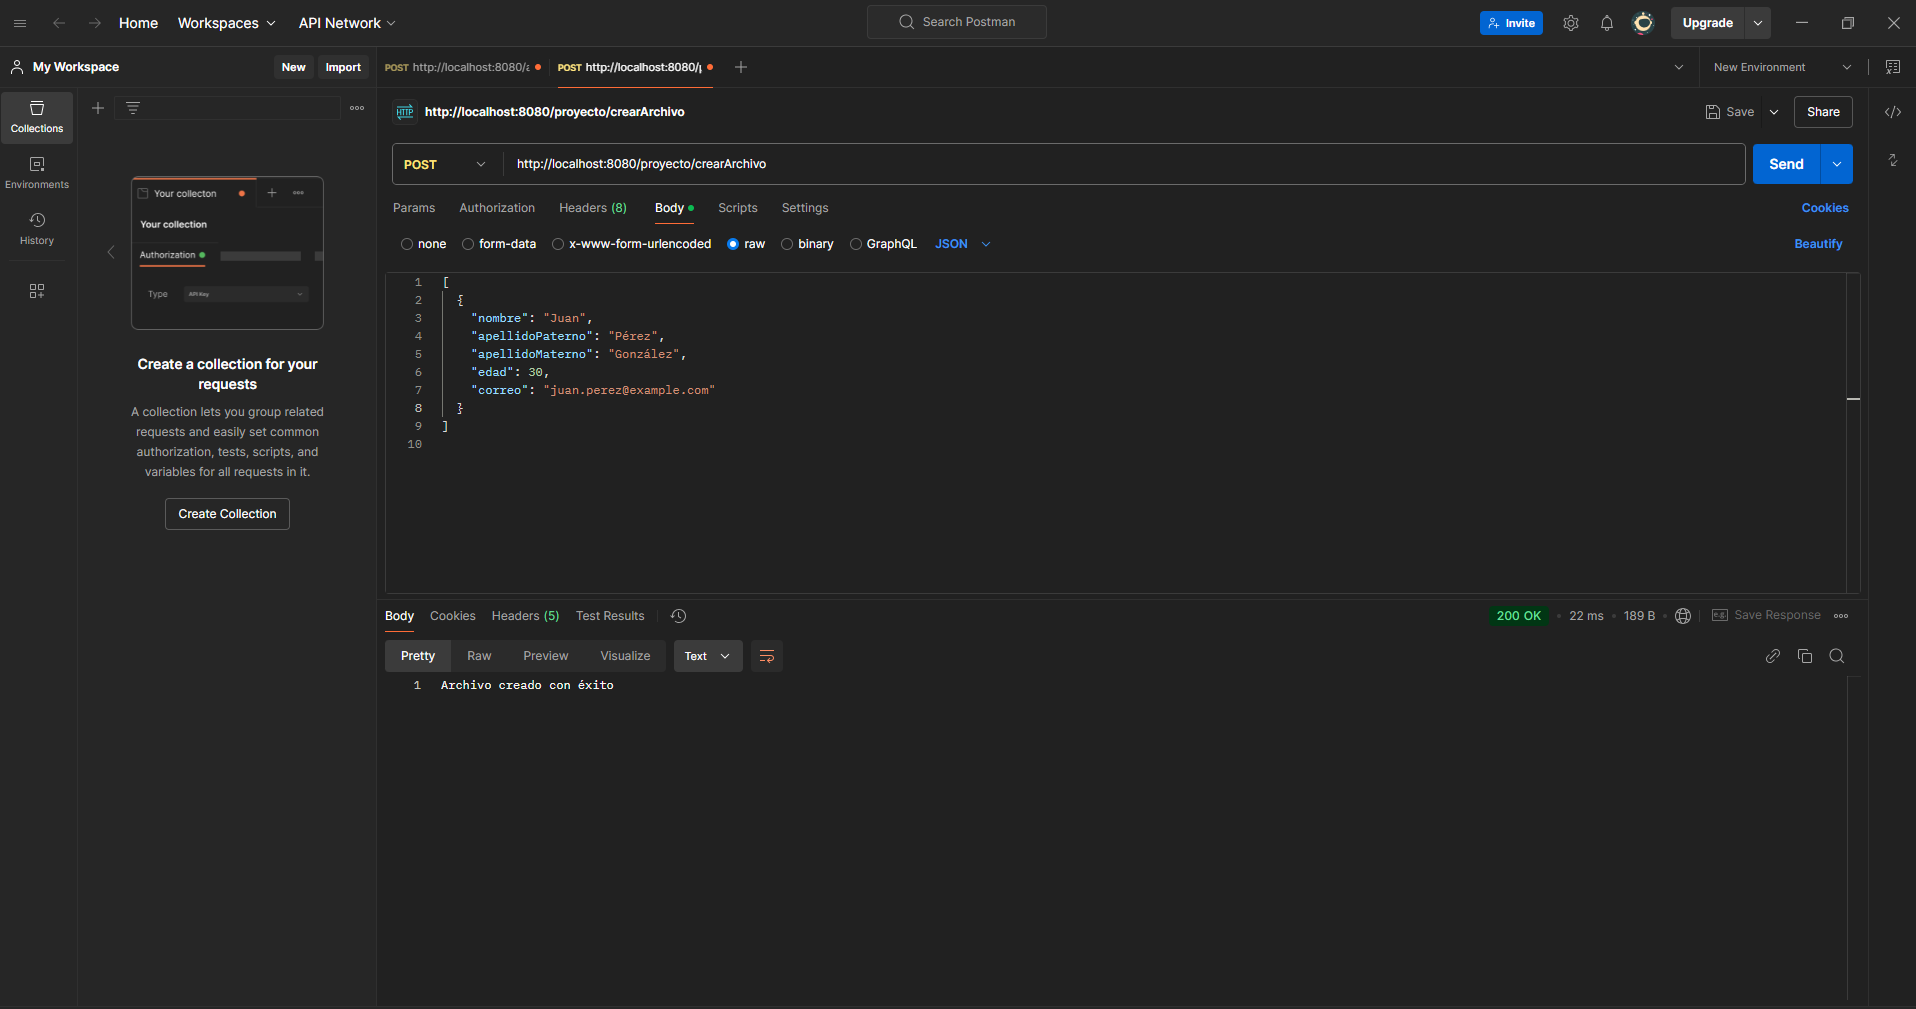 Home
Workspaces
API Network
Search Postman
Invite
Upgrade
My Workspace
New
Import
POST http://localhost:8080/
POST http://localhost:8080/
New Environment
Collections
Environments
History
Your collecton
Your collection
Authorization
Type
API Key
Create a collection for your
requests
A collection lets you group related
requests and easily set common
authorization, tests, scripts, and
variables for all requests in it.
Create Collection
HTTP
http://localhost:8080/proyecto/crearArchivo
Save
Share
POST
http://localhost:8080/proyecto/crearArchivo
Send
Params
Authorization
Headers (8)
Body
Scripts
Settings
Cookies
none
form-data
x-www-form-urlencoded
raw
binary
GraphQL
JSON
Beautify
1 [
2 {
3 "nombre": "Juan",
4 "apellidoPaterno": "Pérez",
5 "apellidoMaterno": "González",
6 "edad": 30,
7 "correo": "juan.perez@example.com"
8 }
9 ]
10
Body
Cookies
Headers (5)
Test Results
200 OK
22 ms
189 B
e.g.
Save Response
Pretty
Raw
Preview
Visualize
Text
1 Archivo creado con éxito